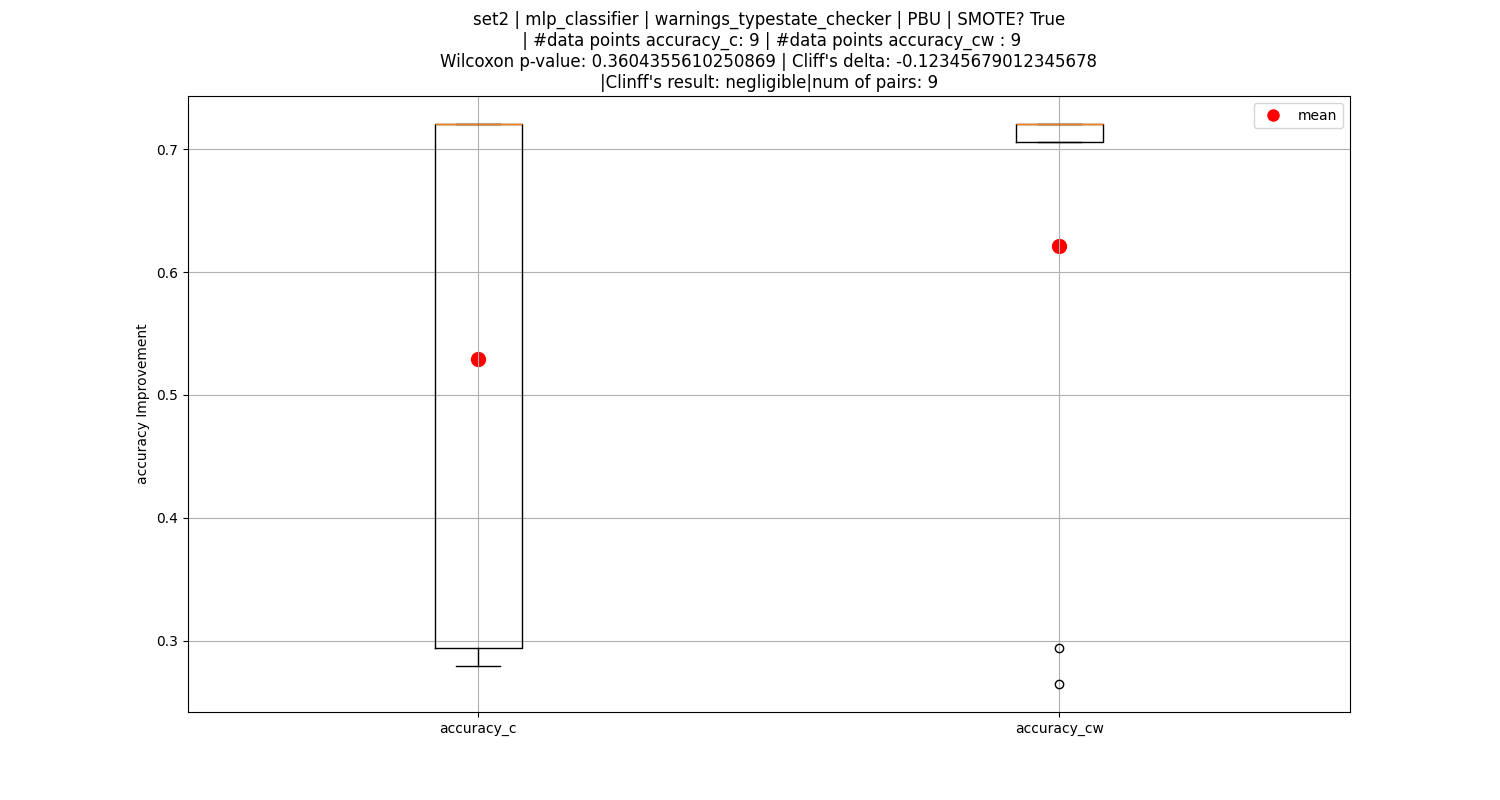 set2 | mlp_classifier | warnings_typestate_checker | PBU | SMOTE? True
| #data points accuracy_c: 9 | #data points accuracy_cw : 9
Wilcoxon p-value: 0.3604355610250869 | Cliff's delta: -0.12345679012345678
|Clinff's result: negligible|num of pairs: 9
mean
0.7
0.6
0.5
0.4
0.3
accuracy Improvement
accuracy_c
accuracy_cw